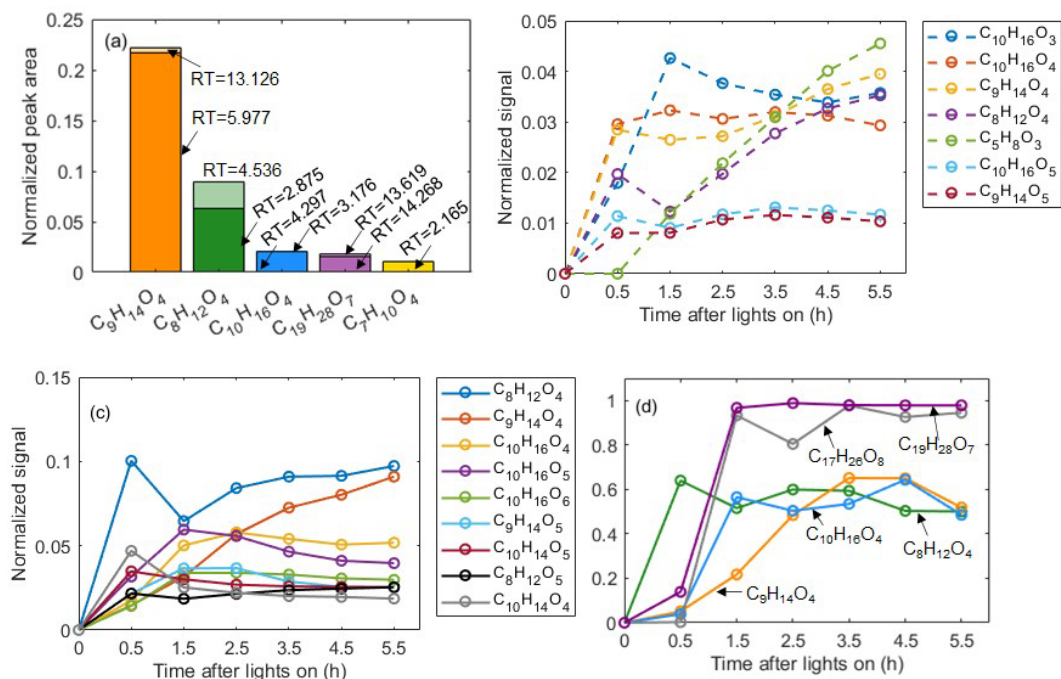 (a)
Normalized peak area
0.25
0.2
0.15
0.1
0.05
0
RT=13.126
RT=5.977
RT=4.536
RT=2.875
RT=4.297
RT=3.176
RT=13.619
RT=14.268
RT=2.165
C₉H₁₄O₄
C₈H₁₂O₄
C₁₀H₁₆O₄
C₁₉H₂₈O₇
C₇H₁₀O₄
Normalized signal
0.05
0.04
0.03
0.02
0.01
0
0 0.5 1.5 2.5 3.5 4.5 5.5
Time after lights on (h)
C₁₀H₁₆O₃
C₁₀H₁₆O₄
C₉H₁₄O₄
C₈H₁₂O₄
C₅H₈O₃
C₁₀H₁₆O₅
C₉H₁₄O₅
(c)
Normalized signal
0.15
0.1
0.05
0
0 0.5 1.5 2.5 3.5 4.5 5.5
Time after lights on (h)
C₈H₁₂O₄
C₉H₁₄O₄
C₁₀H₁₆O₄
C₁₀H₁₆O₅
C₁₀H₁₆O₆
C₉H₁₄O₅
C₁₀H₁₄O₅
C₈H₁₂O₅
C₁₀H₁₄O₄
(d)
1
0.8
0.6
0.4
0.2
0
C₁₇H₂₆O₈
C₁₉H₂₈O₇
C₁₀H₁₆O₄
C₈H₁₂O₄
C₉H₁₄O₄
0 0.5 1.5 2.5 3.5 4.5 5.5
Time after lights on (h)